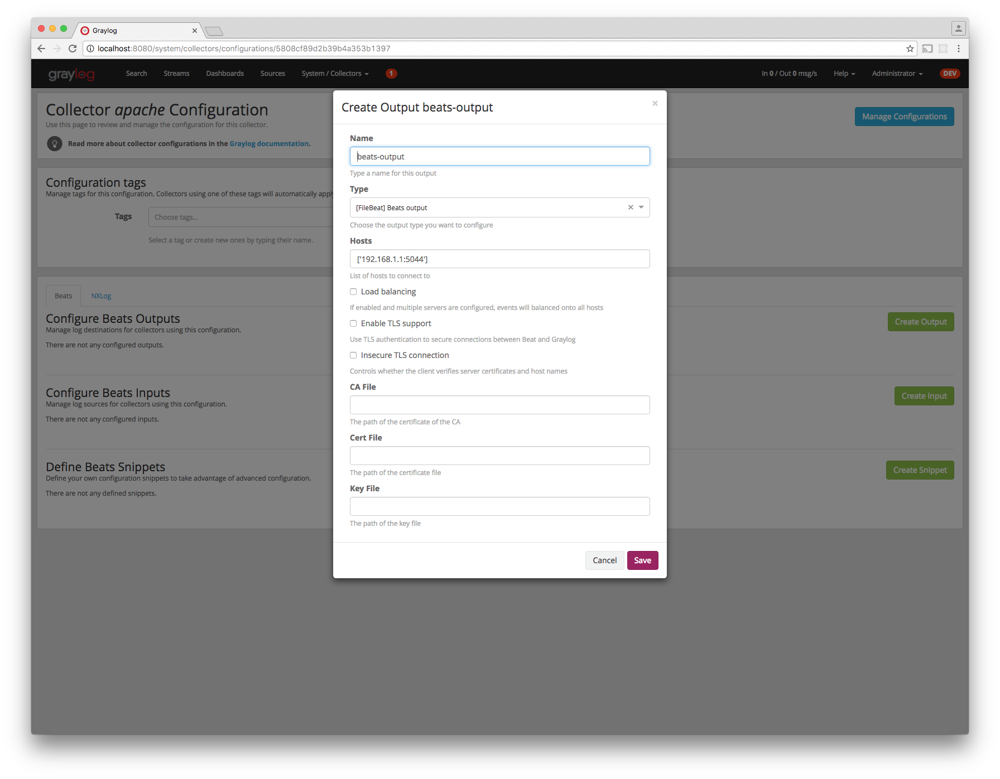 Graylog
localhost:8080/system/collectors/configurations/5808cf89d2b39b4a353b1397
graylog Search Streams Dashboards Sources System / Collectors 1 In 0 / Out 0 msg/s Help Administrator DEV
Collector apache Configuration
Use this page to review and manage the configuration for this collector.
Read more about collector configurations in the Graylog documentation.
Manage Configurations
Configuration tags
Manage tags for this configuration. Collectors using one of these tags will automatically apply
Tags Choose tags...
Select a tag or create new ones by typing their name.
Beats NXLog
Configure Beats Outputs
Manage log destinations for collectors using this configuration.
There are not any configured outputs.
Create Output
Configure Beats Inputs
Manage log sources for collectors using this configuration.
There are not any configured inputs.
Create Input
Define Beats Snippets
Define your own configuration snippets to take advantage of advanced configuration.
There are not any defined snippets.
Create Snippet
Create Output beats-output ×
Name
beats-output
Type a name for this output
Type
[FileBeat] Beats output ×
Choose the output type you want to configure
Hosts
['192.168.1.1:5044']
List of hosts to connect to
Load balancing
If enabled and multiple servers are configured, events will balanced onto all hosts
Enable TLS support
Use TLS authentication to secure connections between Beat and Graylog
Insecure TLS connection
Controls whether the client verifies server certificates and host names
CA File
The path of the certificate of the CA
Cert File
The path of the certificate file
Key File
The path of the key file
Cancel Save